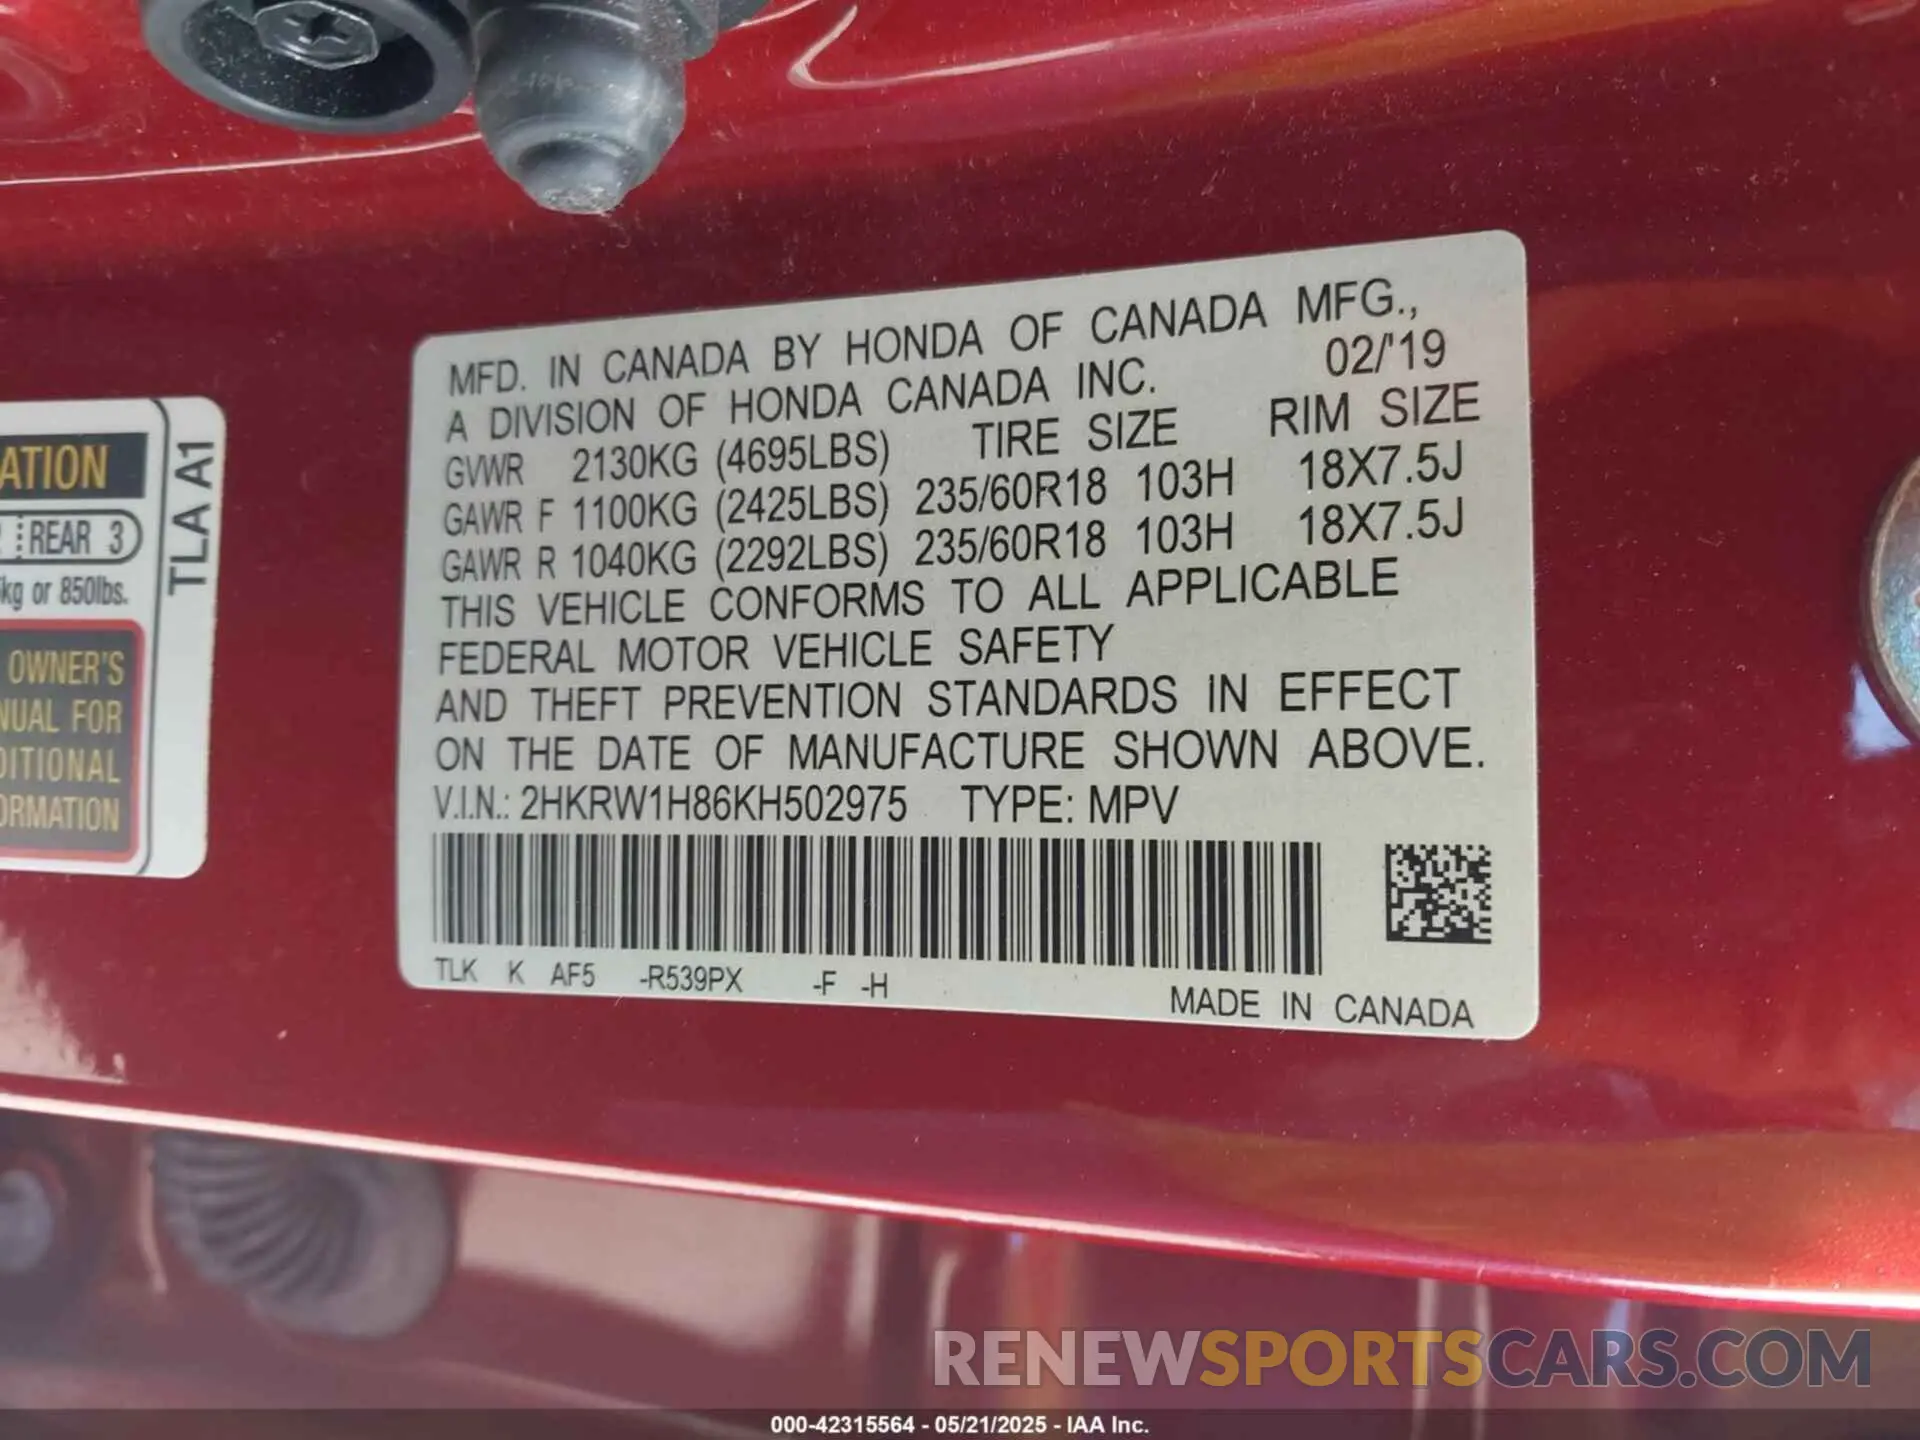 MFD. IN CANADA BY HONDA OF CANADA MFG.,
A DIVISION OF HONDA CANADA INC. 02/'19
GVWR 2130KG (4695LBS) TIRE SIZE RIM SIZE
GAWR F 1100KG (2425LBS) 235/60R18 103H 18X7.5J
GAWR R 1040KG (2292LBS) 235/60R18 103H 18X7.5J
THIS VEHICLE CONFORMS TO ALL APPLICABLE
FEDERAL MOTOR VEHICLE SAFETY
AND THEFT PREVENTION STANDARDS IN EFFECT
ON THE DATE OF MANUFACTURE SHOWN ABOVE.
V.I.N.: 2HKRW1H86KH502975 TYPE: MPV
TLK K AF5 -R539PX -F -H
MADE IN CANADA
ATION
REAR 3
kg or 850lbs.
OWNER'S
NUAL FOR
DITIONAL
ORMATION
TLA A1
RENEWSPORTSCARS.COM
000-42315564 - 05/21/2025 - IAA Inc.